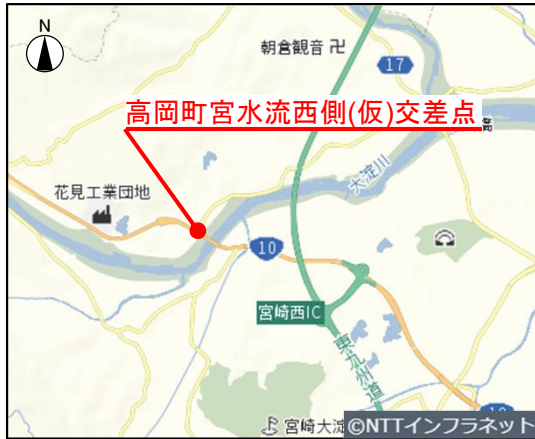 N
朝倉観音
17
高岡町宮水流西側(仮)交差点
大淀川
花見工業団地
10
宮崎西IC
東九州道
宮崎大淀
10
©NTTインフラネット